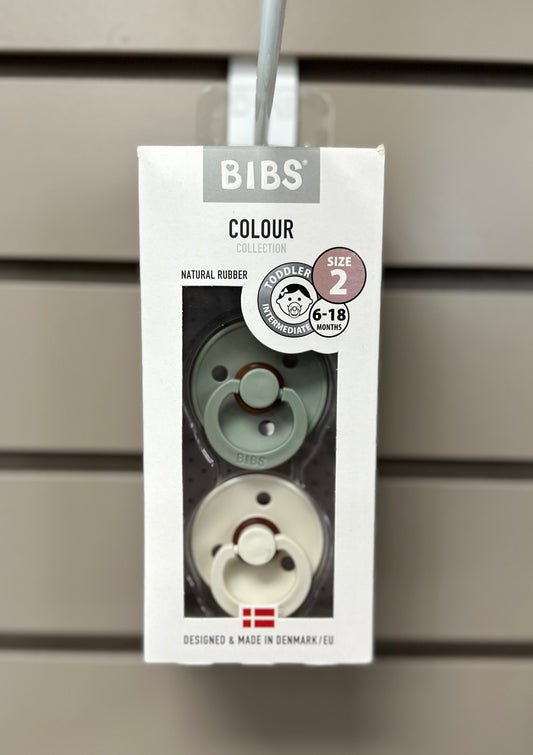 BIBS®
COLOUR
COLLECTION
NATURAL RUBBER
TODDLER
INTERMEDIATE
SIZE
2
6-18
MONTHS
BIBS
DESIGNED & MADE IN DENMARK/EU